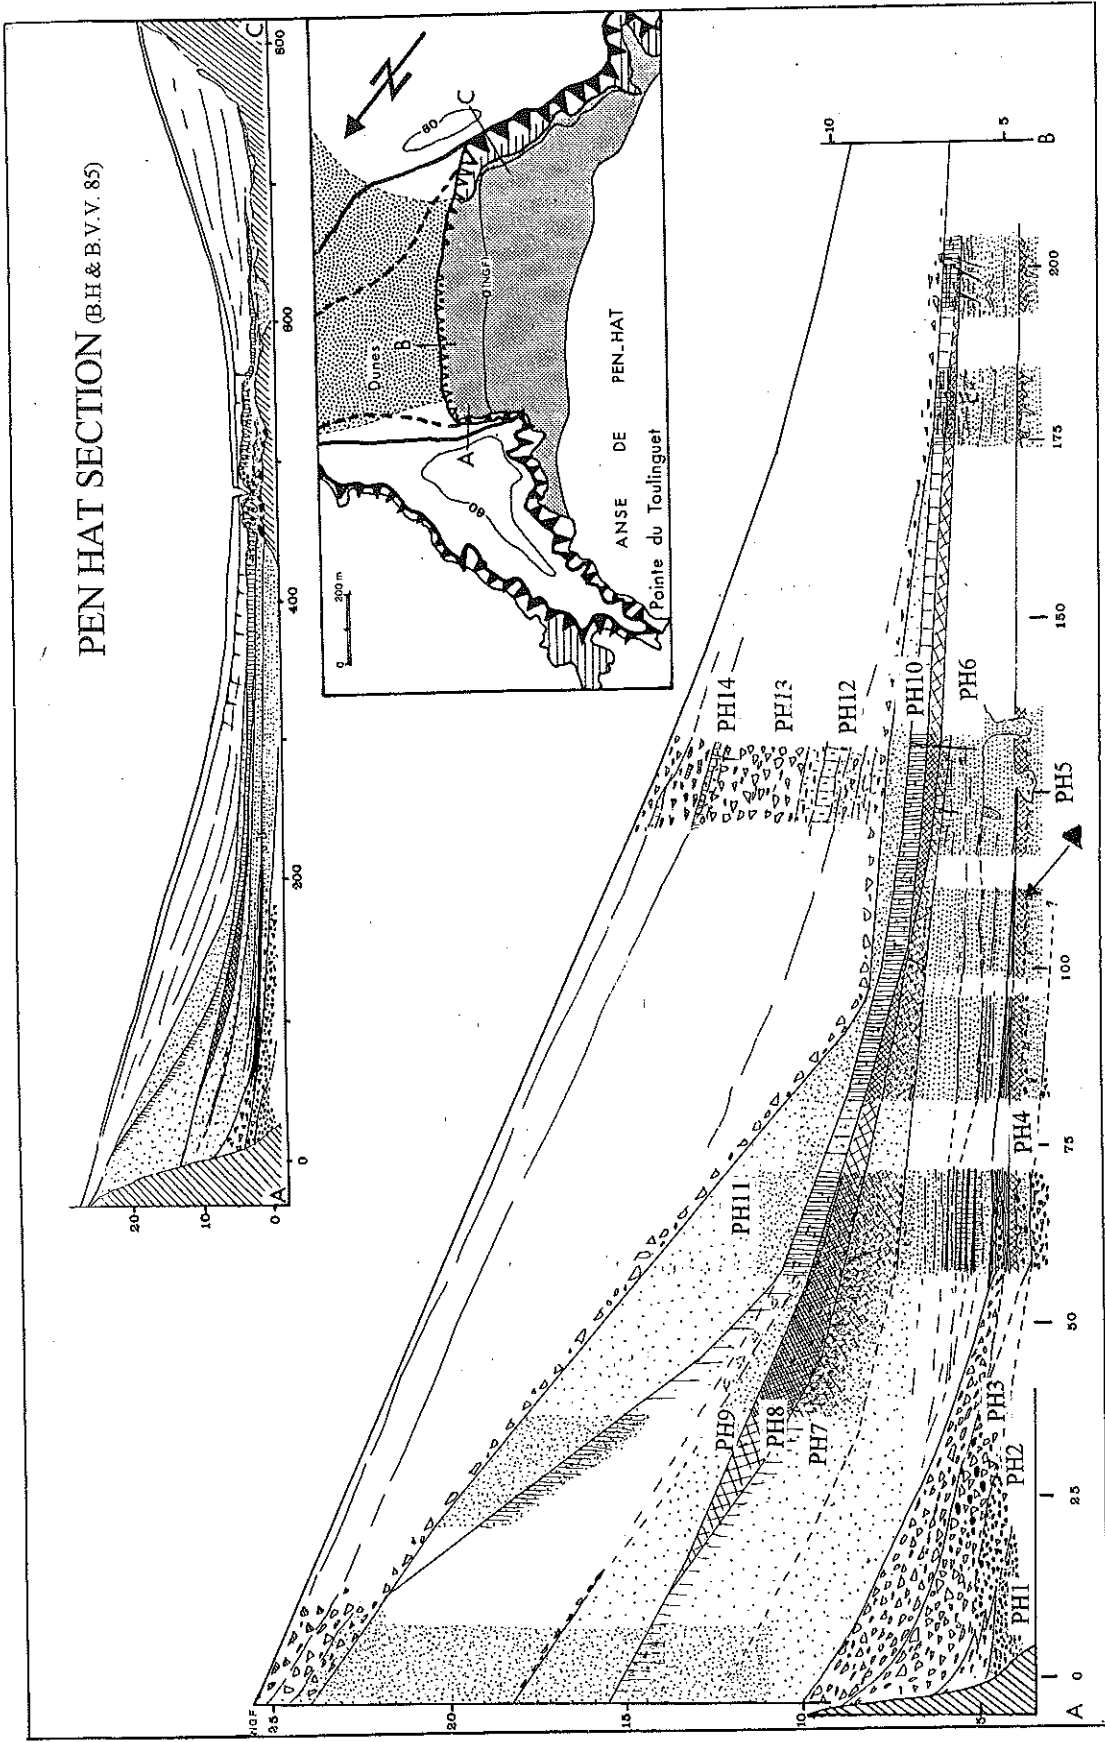 PEN HAT SECTION (B.H & B.V.V. 85)
20
10
0
A
0
200
400
600
800
C
0 200 m
N
80
C
Dunes
B
0 NGF
A
80
ANSE DE PEN_HAT
Pointe du Toulinguet
NGF
25
20
15
10
5
A
PH14
PH13
PH12
PH11
PH10
PH9
PH8
PH7
PH6
PH5
PH4
PH3
PH2
PH1
?
0
25
50
75
100
150
175
200
10
5
B